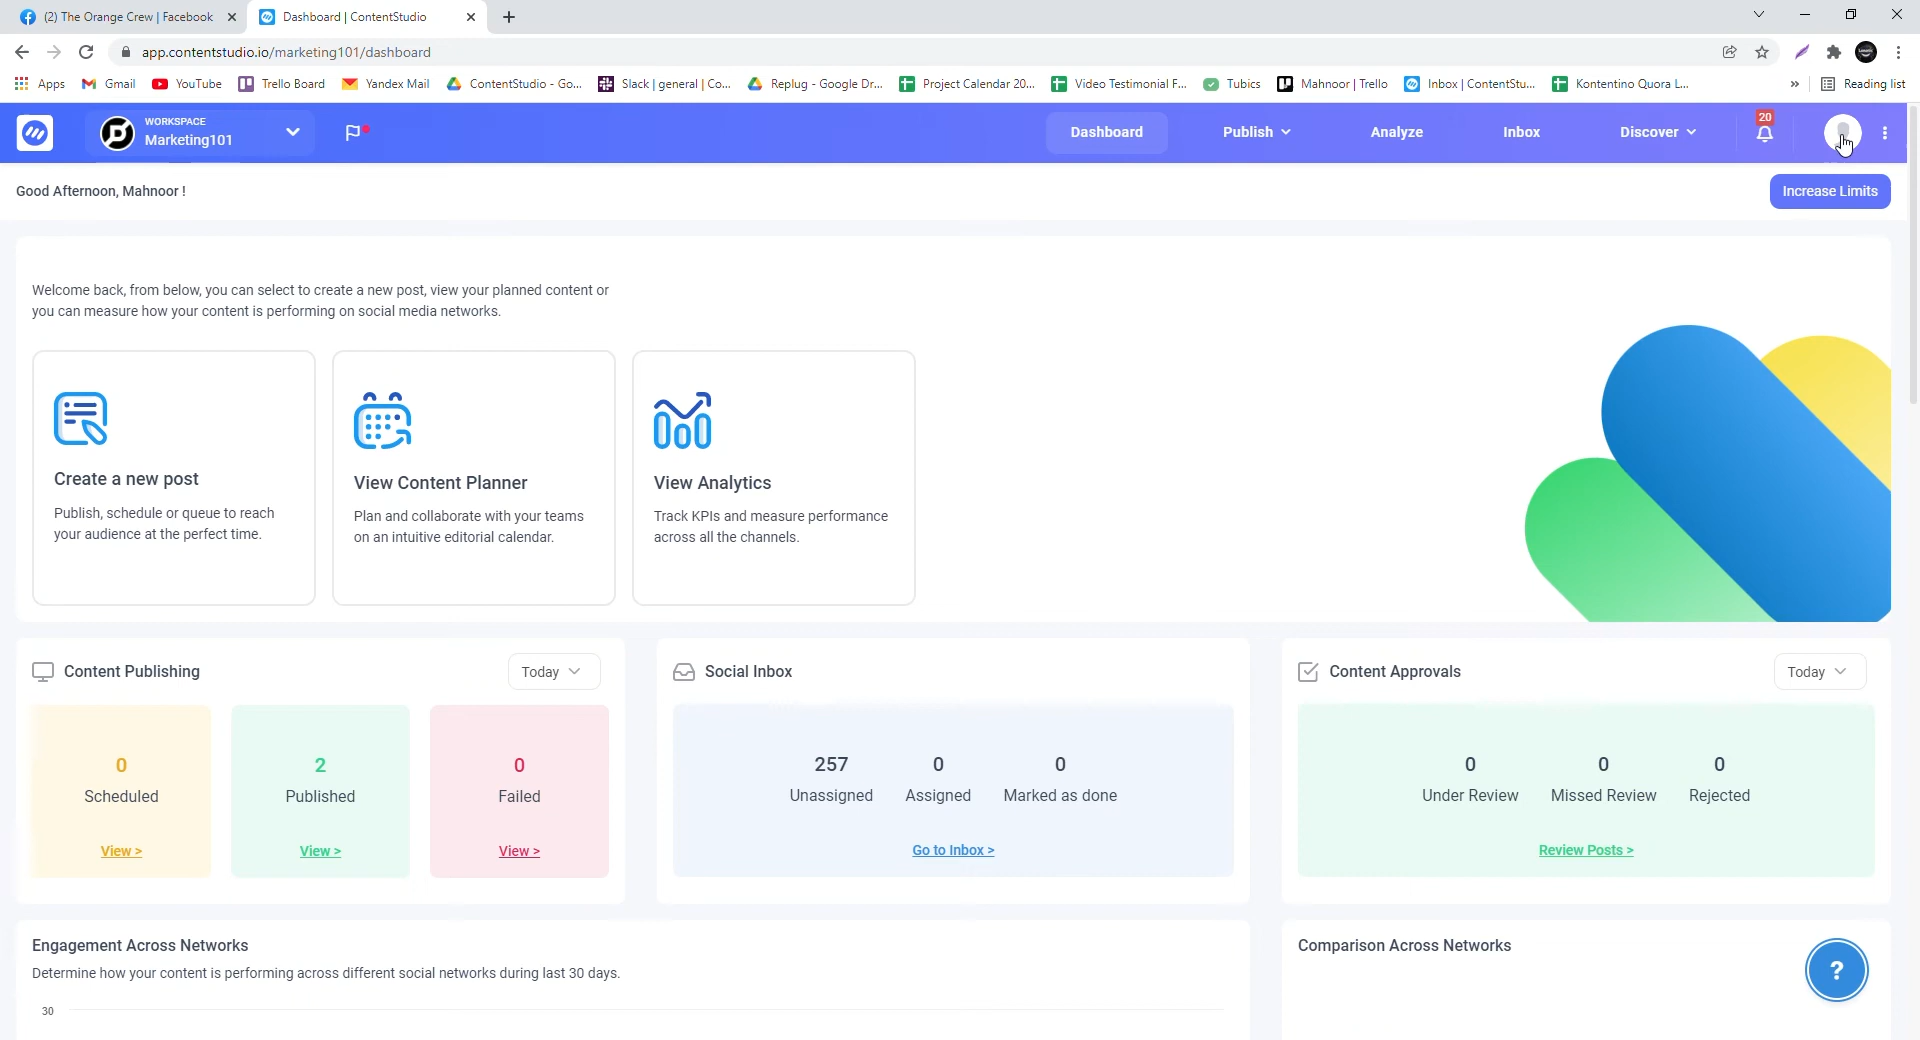 (2) The Orange Crew | Facebook
Dashboard | ContentStudio
app.contentstudio.io/marketing101/dashboard
Apps
Gmail
YouTube
Trello Board
Yandex Mail
ContentStudio - Go...
Slack | general | Co...
Replug - Google Dr...
Project Calendar 20...
Video Testimonial F...
Tubics
Mahnoor | Trello
Inbox | ContentStu...
Kontentino Quora L...
»
Reading list
WORKSPACE
Marketing101
Dashboard
Publish
Analyze
Inbox
Discover
20
Good Afternoon, Mahnoor !
Increase Limits
Welcome back, from below, you can select to create a new post, view your planned content or
you can measure how your content is performing on social media networks.
Create a new post
Publish, schedule or queue to reach
your audience at the perfect time.
View Content Planner
Plan and collaborate with your teams
on an intuitive editorial calendar.
View Analytics
Track KPIs and measure performance
across all the channels.
Content Publishing
Today
0
Scheduled
View >
2
Published
View >
0
Failed
View >
Social Inbox
257
Unassigned
0
Assigned
0
Marked as done
Go to Inbox >
Content Approvals
Today
0
Under Review
0
Missed Review
0
Rejected
Review Posts >
Engagement Across Networks
Determine how your content is performing across different social networks during last 30 days.
30
Comparison Across Networks
?